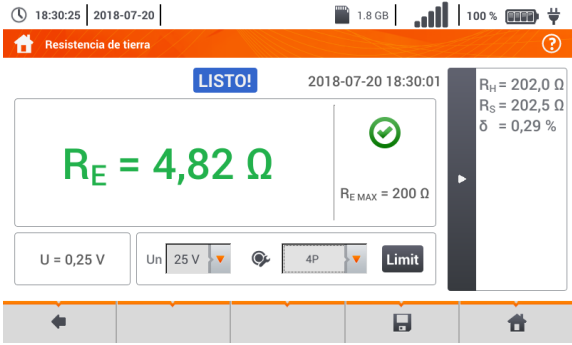 18:30:25 2018-07-20 1.8 GB 100 %
Resistencia de tierra
LISTO! 2018-07-20 18:30:01
RE = 4,82 Ω
RE MAX = 200 Ω
RH = 202,0 Ω
RS = 202,5 Ω
δ = 0,29 %
U = 0,25 V
Un 25 V 4P Limit